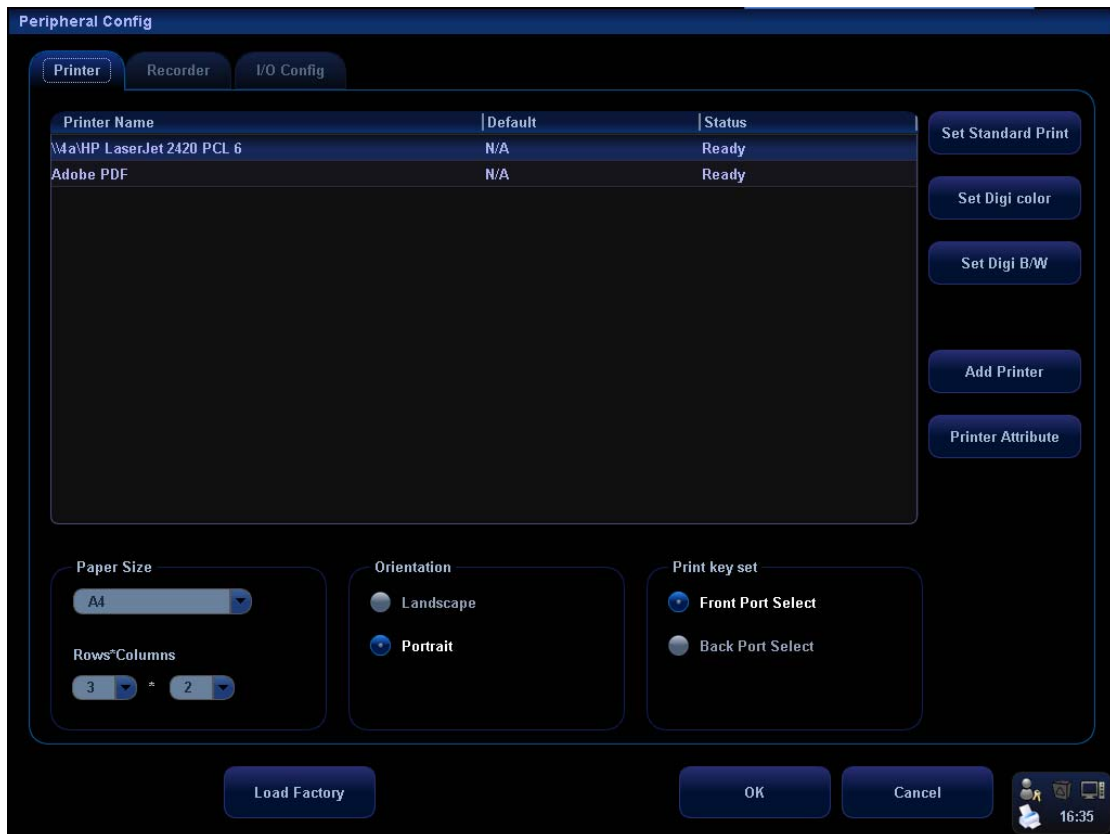 Peripheral Config
Printer Recorder I/O Config
Printer Name Default Status
\\4a\HP LaserJet 2420 PCL 6 N/A Ready
Adobe PDF N/A Ready
Set Standard Print
Set Digi color
Set Digi B/W
Add Printer
Printer Attribute
Paper Size
A4
Rows*Columns
3 * 2
Orientation
Landscape
Portrait
Print key set
Front Port Select
Back Port Select
Load Factory OK Cancel
16:35